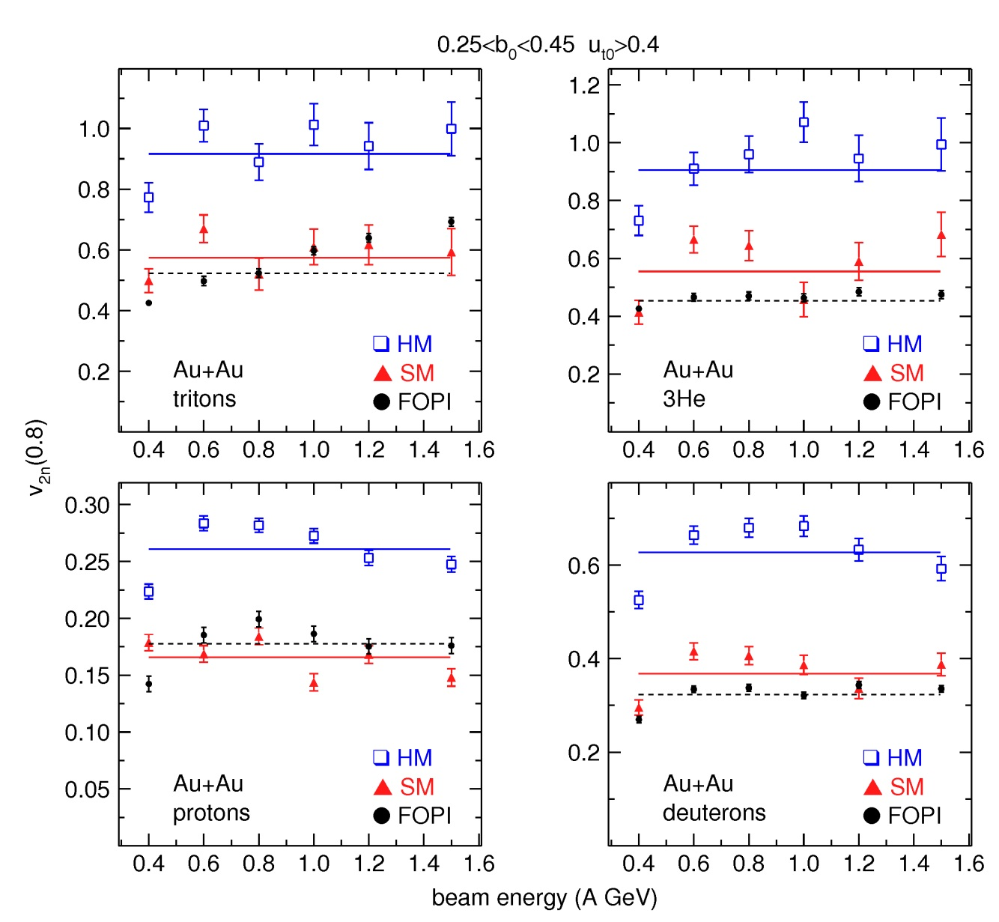 0.25<b0<0.45 ut0>0.4
v2n(0.8)
1.0
0.8
0.6
0.4
0.2
HM
SM
FOPI
Au+Au
tritons
0.4 0.6 0.8 1.0 1.2 1.4 1.6
1.2
1.0
0.8
0.6
0.4
0.2
HM
SM
FOPI
Au+Au
3He
0.4 0.6 0.8 1.0 1.2 1.4 1.6
0.30
0.25
0.20
0.15
0.10
0.05
HM
SM
FOPI
Au+Au
protons
0.4 0.6 0.8 1.0 1.2 1.4 1.6
0.6
0.4
0.2
HM
SM
FOPI
Au+Au
deuterons
0.4 0.6 0.8 1.0 1.2 1.4 1.6
beam energy (A GeV)